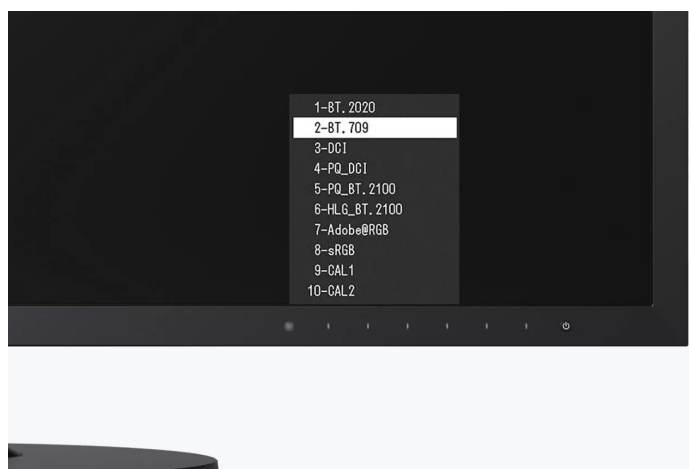 1-BT.2020
2-BT.709
3-DCI
4-PQ_DCI
5-PQ_BT.2100
6-HLG_BT.2100
7-Adobe®RGB
8-sRGB
9-CAL1
10-CAL2